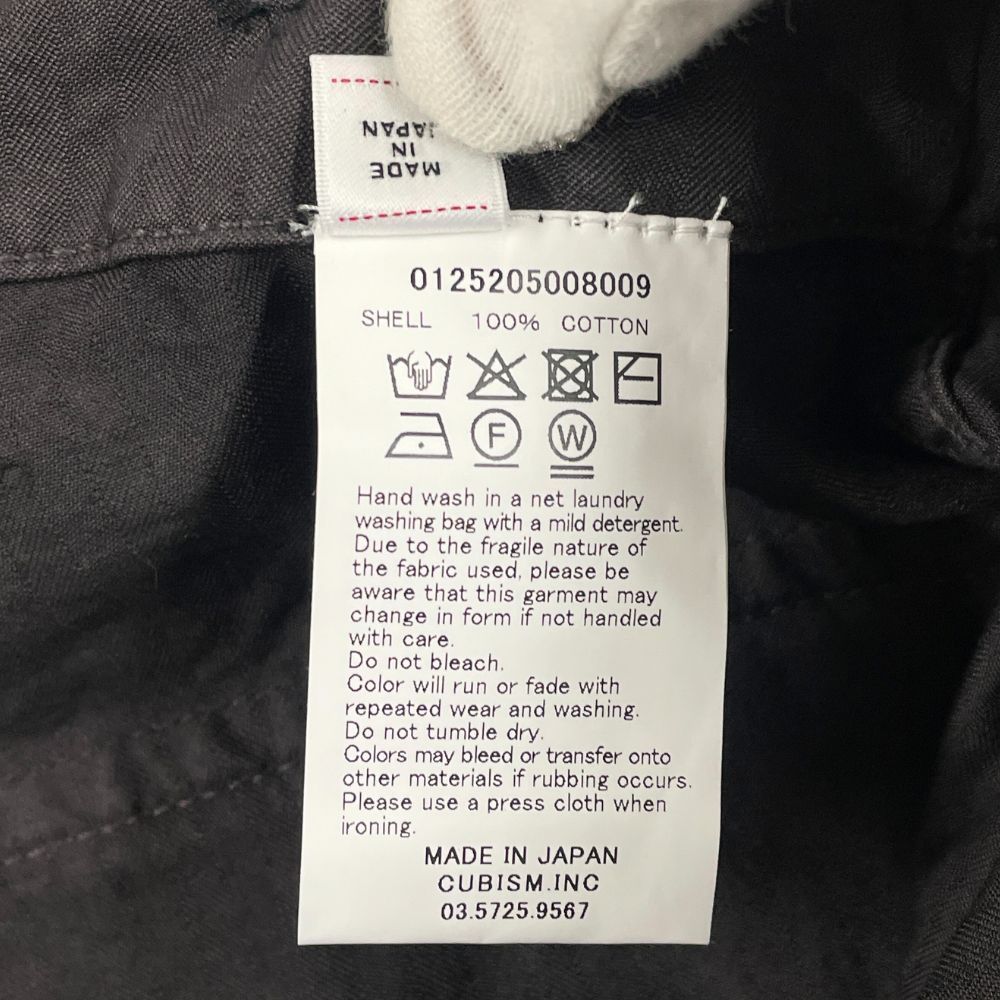 MADE
IN
JAPAN
0125205008009
SHELL 100% COTTON
F W
Hand wash in a net laundry
washing bag with a mild detergent.
Due to the fragile nature of
the fabric used, please be
aware that this garment may
change in form if not handled
with care.
Do not bleach.
Color will run or fade with
repeated wear and washing.
Do not tumble dry.
Colors may bleed or transfer onto
other materials if rubbing occurs.
Please use a press cloth when
ironing.
MADE IN JAPAN
CUBISM.INC
03.5725.9567